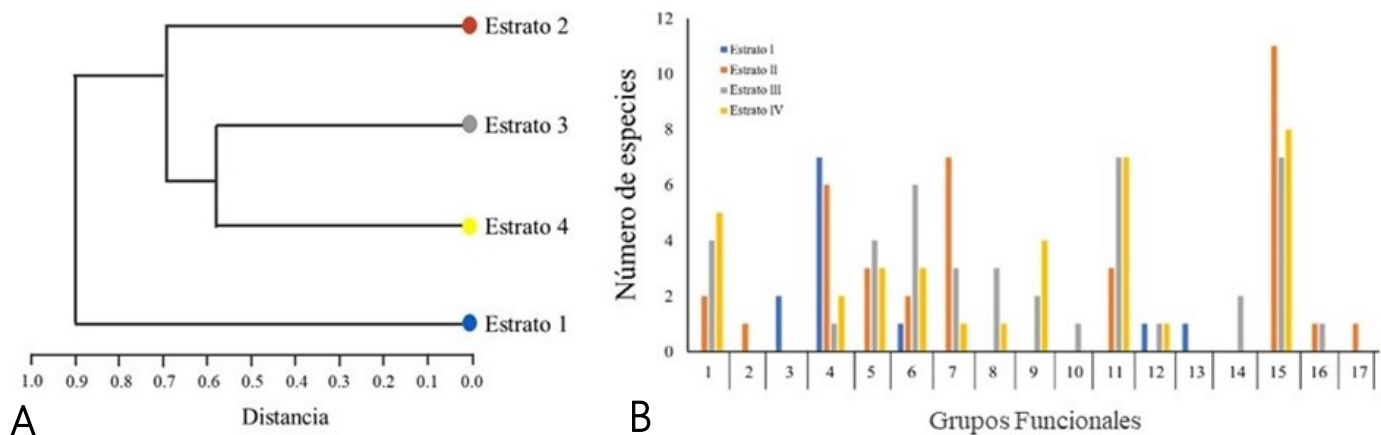 Estrato 2
Estrato 3
Estrato 4
Estrato 1
1.0 0.9 0.8 0.7 0.6 0.5 0.4 0.3 0.2 0.1 0.0
Distancia
A
12
10
8
6
4
2
0
Número de especies
Estrato I
Estrato II
Estrato III
Estrato IV
1 2 3 4 5 6 7 8 9 10 11 12 13 14 15 16 17
Grupos Funcionales
B